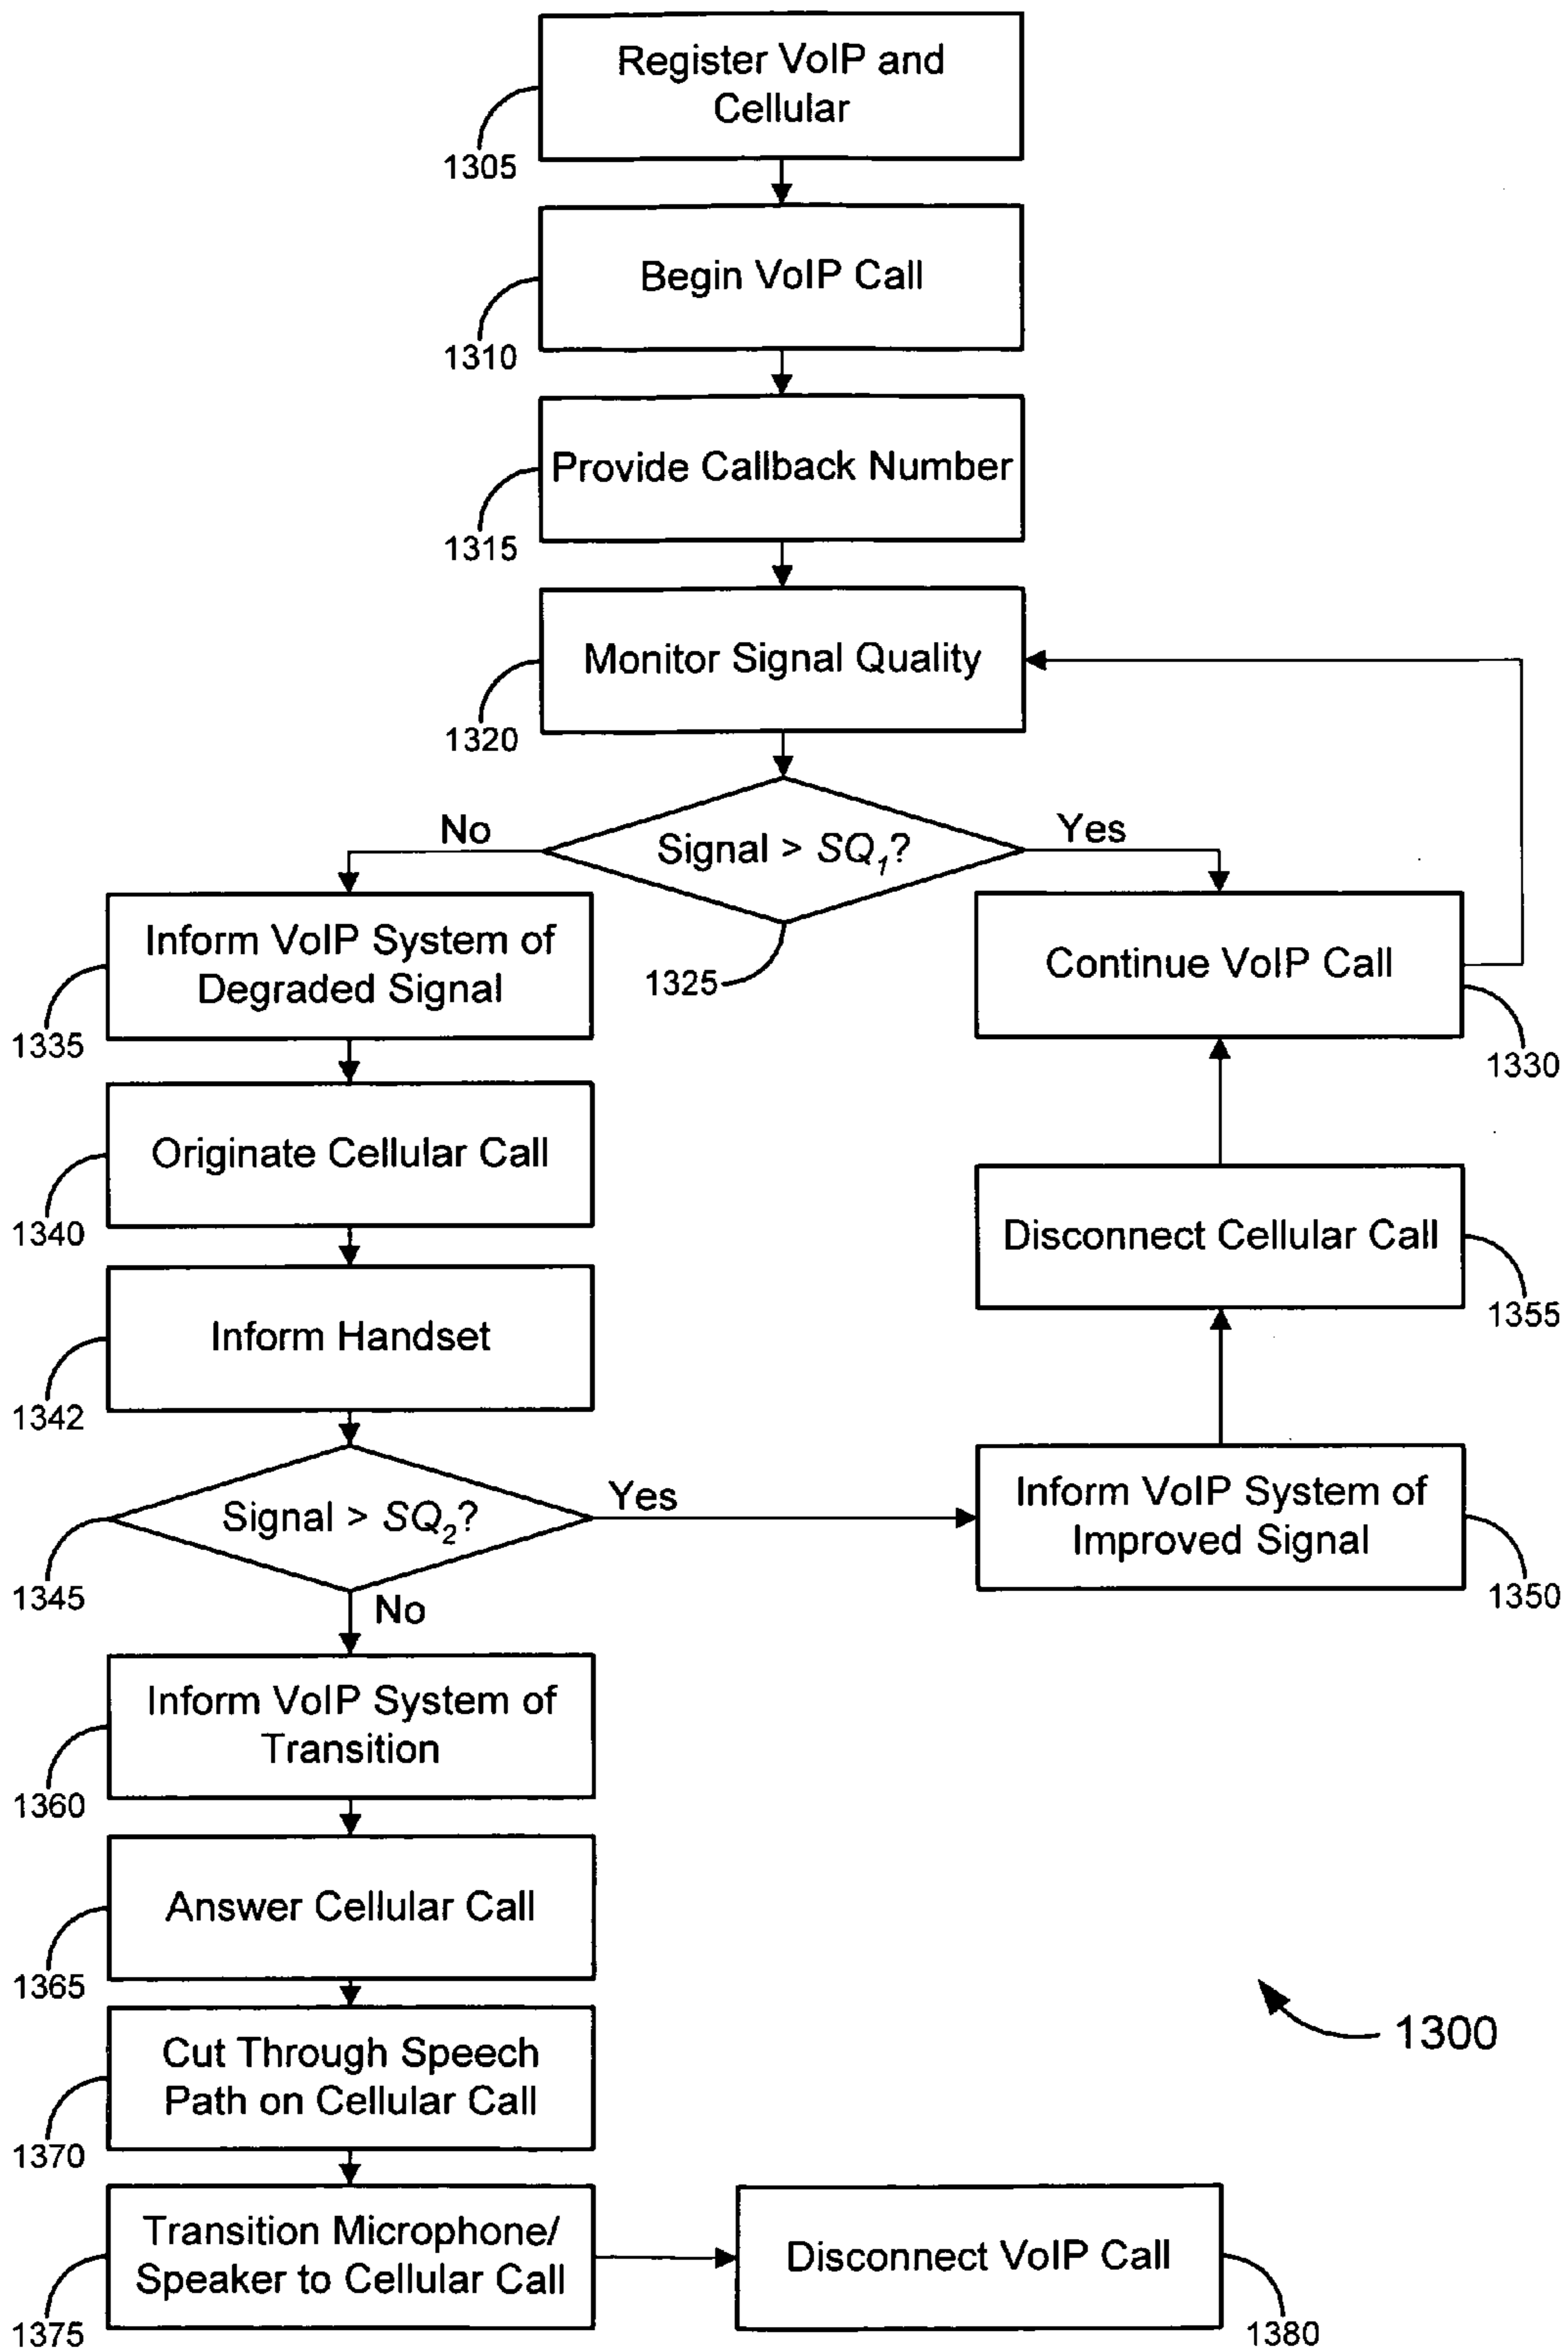 Register VoIP and
Cellular
1305
Begin VoIP Call
1310
Provide Callback Number
1315
Monitor Signal Quality
1320
Signal > SQ1?
No
Yes
1325
Inform VoIP System of
Degraded Signal
1335
Continue VoIP Call
1330
Originate Cellular Call
1340
Disconnect Cellular Call
1355
Inform Handset
1342
Signal > SQ2?
Yes
No
1345
Inform VoIP System of
Improved Signal
1350
Inform VoIP System of
Transition
1360
Answer Cellular Call
1365
Cut Through Speech
Path on Cellular Call
1370
1300
Transition Microphone/
Speaker to Cellular Call
1375
Disconnect VoIP Call
1380